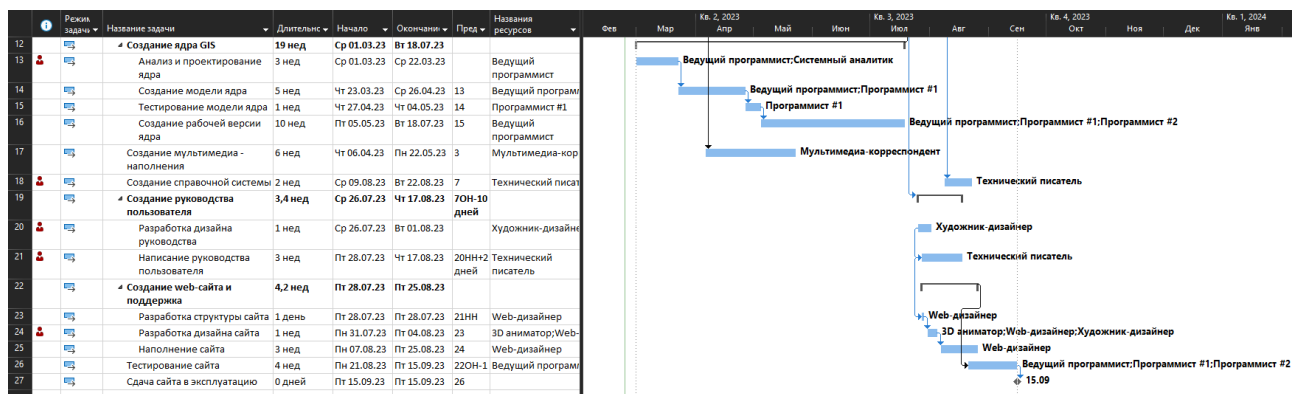 Режим задачи Название задачи Длительнс Начало Окончани Пред Названия ресурсов
Кв. 2, 2023 Кв. 3, 2023 Кв. 4, 2023 Кв. 1, 2024
Фев Мар Апр Май Июн Июл Авг Сен Окт Ноя Дек Янв
12 Создание ядра GIS 19 нед Ср 01.03.23 Вт 18.07.23
13 Анализ и проектирование ядра 3 нед Ср 01.03.23 Ср 22.03.23 Ведущий программист
Ведущий программист;Системный аналитик
14 Создание модели ядра 5 нед Чт 23.03.23 Ср 26.04.23 13 Ведущий програм
Ведущий программист;Программист #1
15 Тестирование модели ядра 1 нед Чт 27.04.23 Чт 04.05.23 14 Программист #1
Программист #1
16 Создание рабочей версии ядра 10 нед Пт 05.05.23 Вт 18.07.23 15 Ведущий программист
Ведущий программист;Программист #1;Программист #2
17 Создание мультимедиа - наполнения 6 нед Чт 06.04.23 Пн 22.05.23 3 Мультимедиа-кор
Мультимедиа-корреспондент
18 Создание справочной системы 2 нед Ср 09.08.23 Вт 22.08.23 7 Технический писат
Технический писатель
19 Создание руководства пользователя 3,4 нед Ср 26.07.23 Чт 17.08.23 7ОН-10 дней
20 Разработка дизайна руководства 1 нед Ср 26.07.23 Вт 01.08.23 Художник-дизайне
Художник-дизайнер
21 Написание руководства пользователя 3 нед Пт 28.07.23 Чт 17.08.23 20НН+2 дней Технический писатель
Технический писатель
22 Создание web-сайта и поддержка 4,2 нед Пт 28.07.23 Пт 25.08.23
23 Разработка структуры сайта 1 день Пт 28.07.23 Пт 28.07.23 21НН Web-дизайнер
Web-дизайнер
24 Разработка дизайна сайта 1 нед Пн 31.07.23 Пт 04.08.23 23 3D аниматор;Web-
3D аниматор;Web-дизайнер;Художник-дизайнер
25 Наполнение сайта 3 нед Пн 07.08.23 Пт 25.08.23 24 Web-дизайнер
Web-дизайнер
26 Тестирование сайта 4 нед Пн 21.08.23 Пт 15.09.23 22ОН-1 Ведущий програм
Ведущий программист;Программист #1;Программист #2
27 Сдача сайта в эксплуатацию 0 дней Пт 15.09.23 Пт 15.09.23 26
15.09